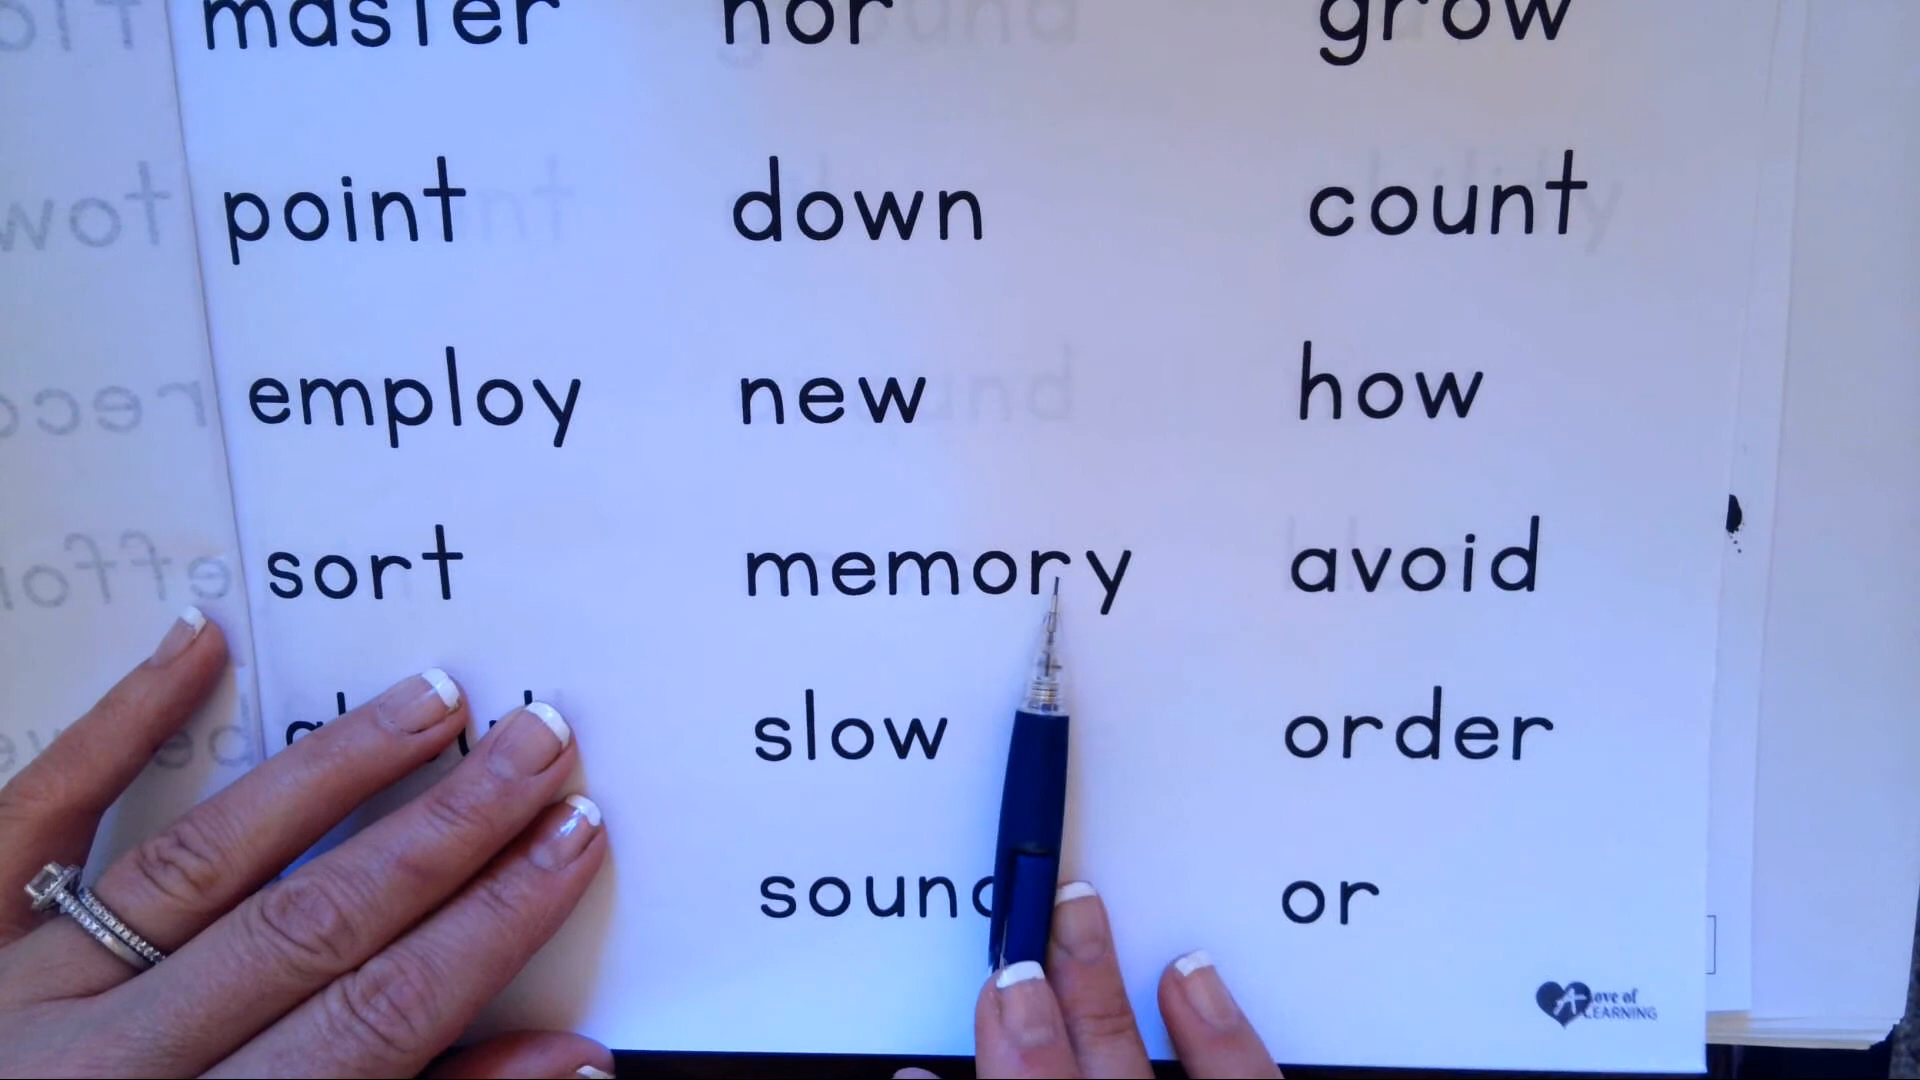 master nor grow
point down count
employ new how
sort memory avoid
slow order
or
A Love of
LEARNING